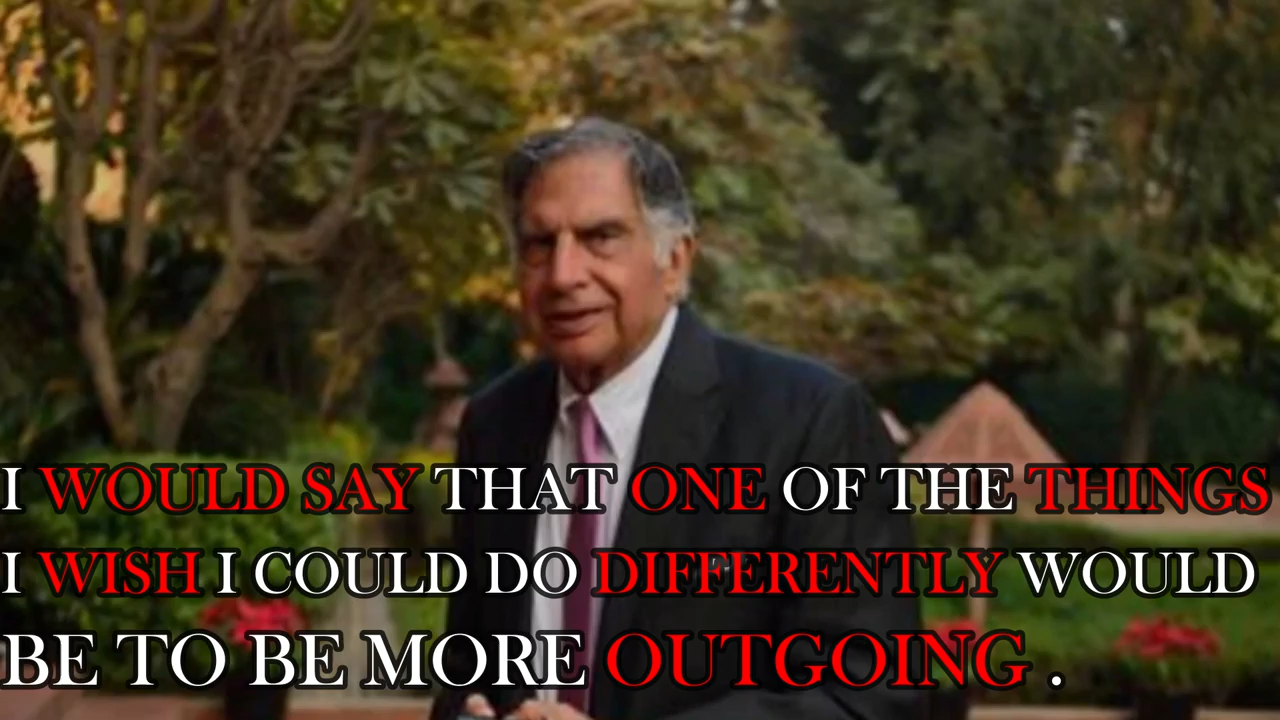 I WOULD SAY THAT ONE OF THE THINGS
I WISH I COULD DO DIFFERENTLY WOULD
BE TO BE MORE OUTGOING .